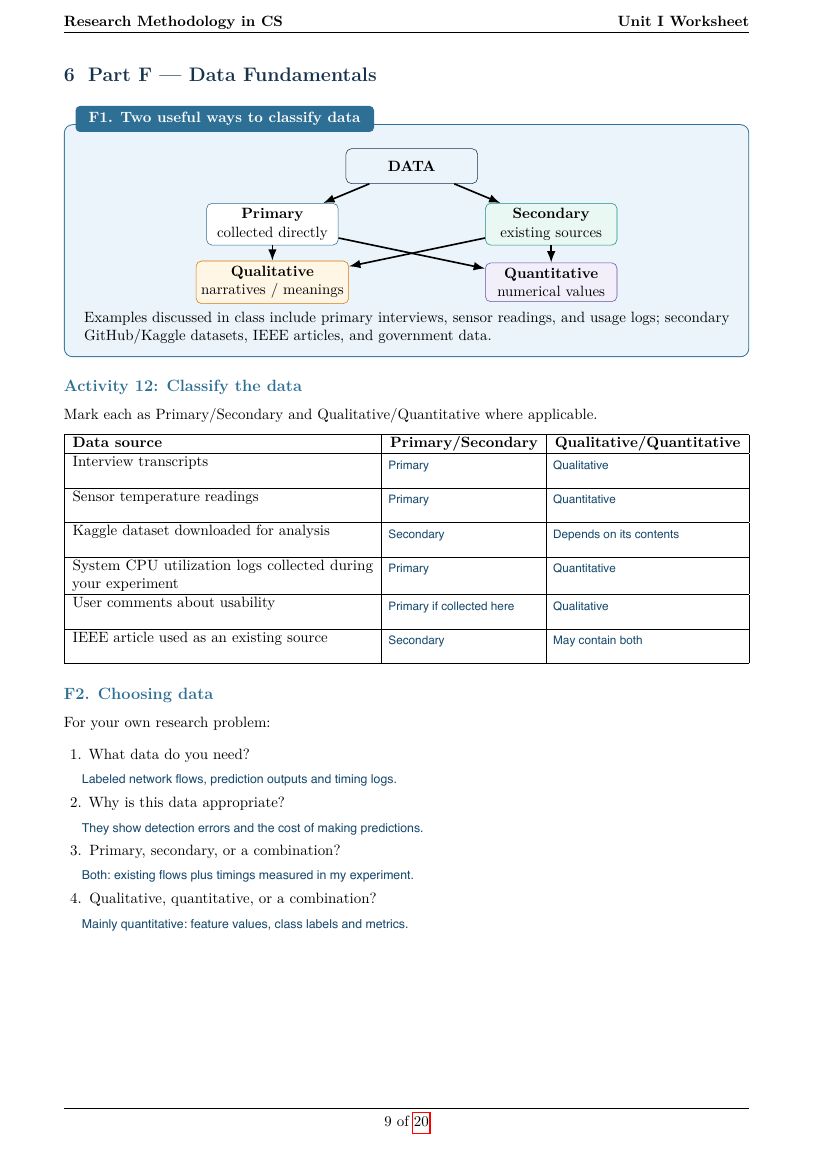 Research Methodology in CS Unit I Worksheet
6 Part F — Data Fundamentals
F1. Two useful ways to classify data
DATA
Primary
collected directly
Secondary
existing sources
Qualitative
narratives / meanings
Quantitative
numerical values
Examples discussed in class include primary interviews, sensor readings, and usage logs; secondary
GitHub/Kaggle datasets, IEEE articles, and government data.
Activity 12: Classify the data
Mark each as Primary/Secondary and Qualitative/Quantitative where applicable.
Data source Primary/Secondary Qualitative/Quantitative
Interview transcripts Primary Qualitative
Sensor temperature readings Primary Quantitative
Kaggle dataset downloaded for analysis Secondary Depends on its contents
System CPU utilization logs collected during Primary Quantitative
your experiment
User comments about usability Primary if collected here Qualitative
IEEE article used as an existing source Secondary May contain both
F2. Choosing data
For your own research problem:
1. What data do you need?
Labeled network flows, prediction outputs and timing logs.
2. Why is this data appropriate?
They show detection errors and the cost of making predictions.
3. Primary, secondary, or a combination?
Both: existing flows plus timings measured in my experiment.
4. Qualitative, quantitative, or a combination?
Mainly quantitative: feature values, class labels and metrics.
9 of 20